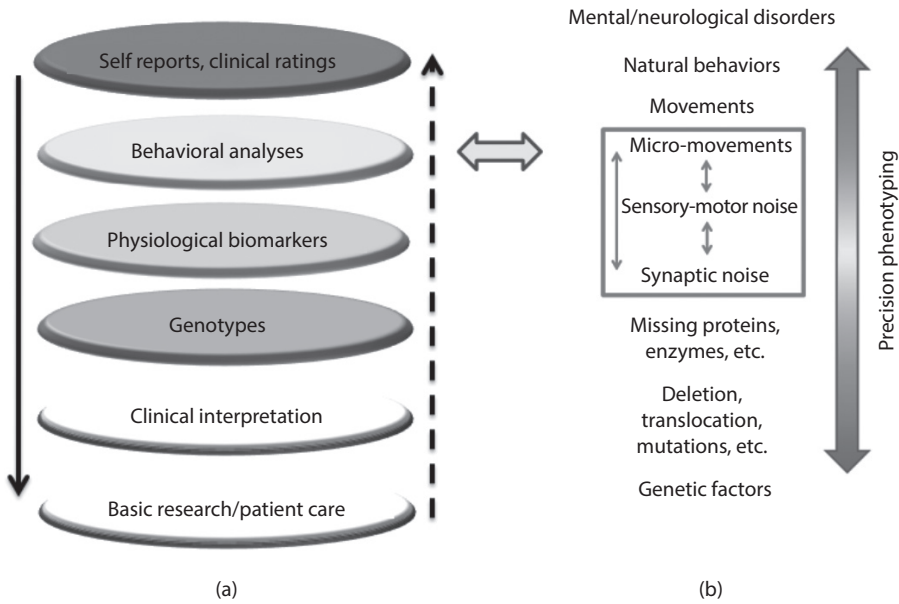 Self reports, clinical ratings
Behavioral analyses
Physiological biomarkers
Genotypes
Clinical interpretation
Basic research/patient care
(a)
Mental/neurological disorders
Natural behaviors
Movements
Micro-movements
Sensory-motor noise
Synaptic noise
Missing proteins,
enzymes, etc.
Deletion,
translocation,
mutations, etc.
Genetic factors
Precision phenotyping
(b)